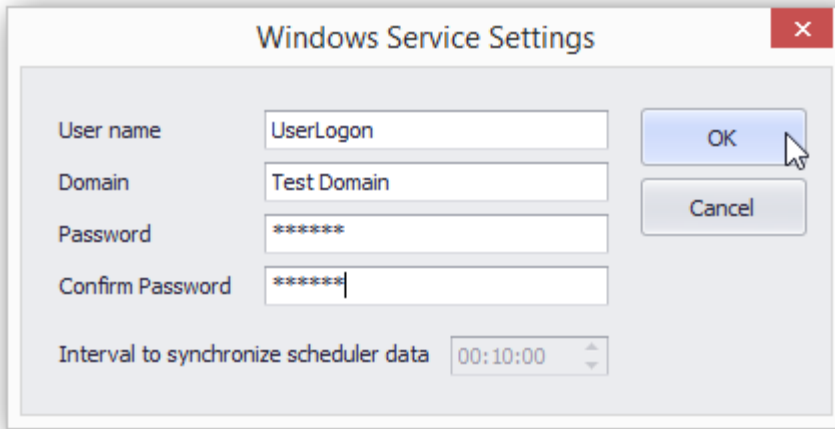 Windows Service Settings
User name UserLogon OK
Domain Test Domain
Cancel
Password ******
Confirm Password ******
Interval to synchronize scheduler data 00:10:00